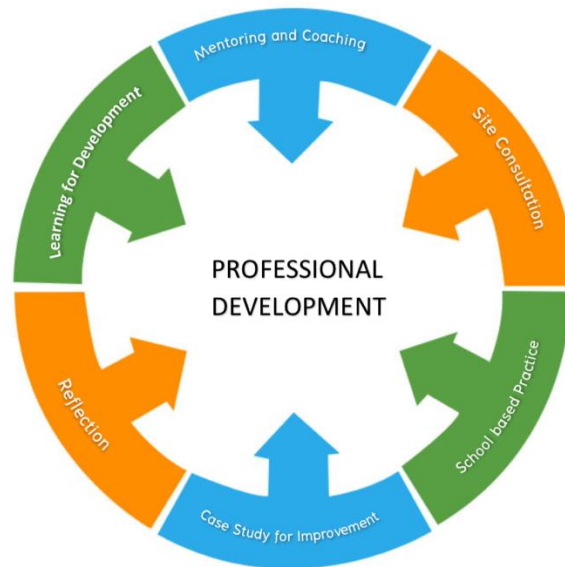 Mentoring and Coaching
Site Consultation
School based Practice
Case Study for Improvement
Reflection
Learning for Development
PROFESSIONAL
DEVELOPMENT